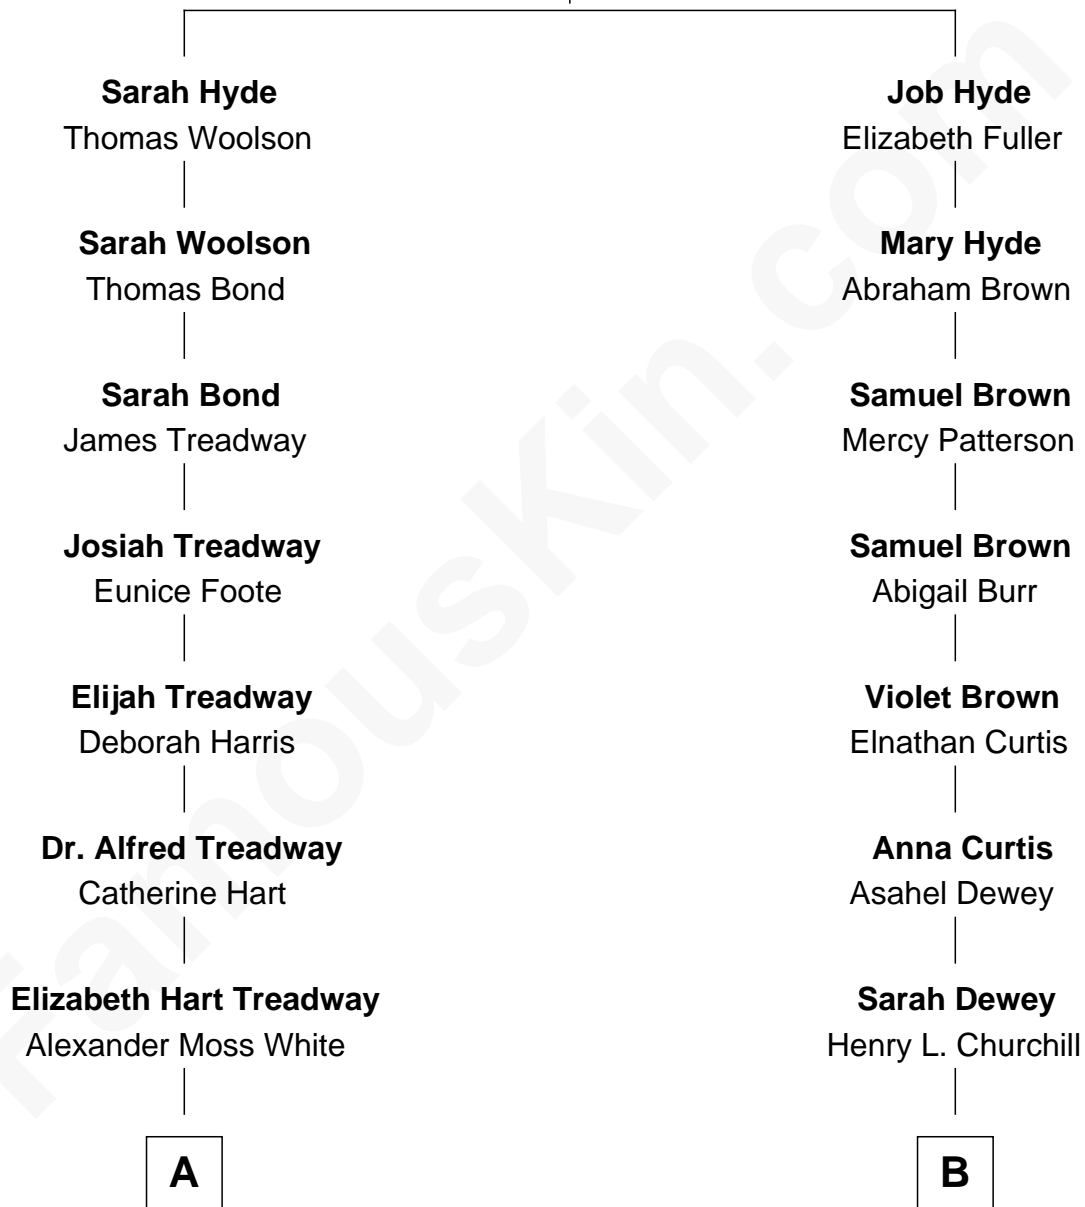 Sarah Hyde
Thomas Woolson
Sarah Woolson
Thomas Bond
Sarah Bond
James Treadway
Josiah Treadway
Eunice Foote
Elijah Treadway
Deborah Harris
Dr. Alfred Treadway
Catherine Hart
Elizabeth Hart Treadway
Alexander Moss White
A
Job Hyde
Elizabeth Fuller
Mary Hyde
Abraham Brown
Samuel Brown
Mercy Patterson
Samuel Brown
Abigail Burr
Violet Brown
Elnathan Curtis
Anna Curtis
Asahel Dewey
Sarah Dewey
Henry L. Churchill
B
FamousKin.com